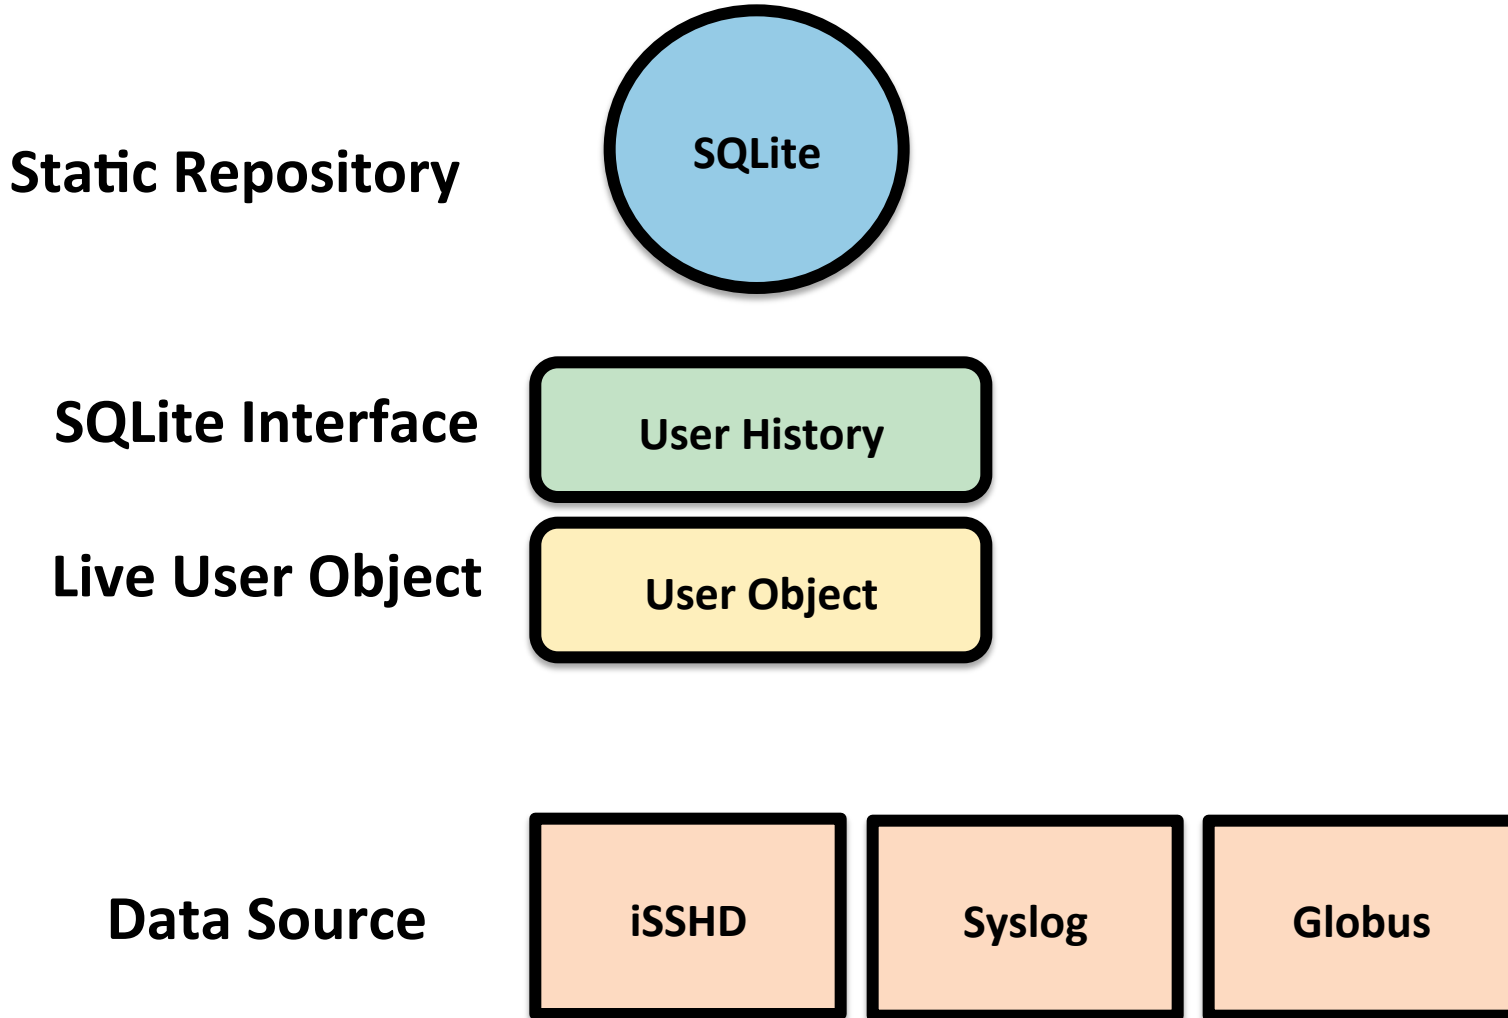 Static Repository
SQLite
SQLite Interface
User History
Live User Object
User Object
Data Source
iSSHD
Syslog
Globus